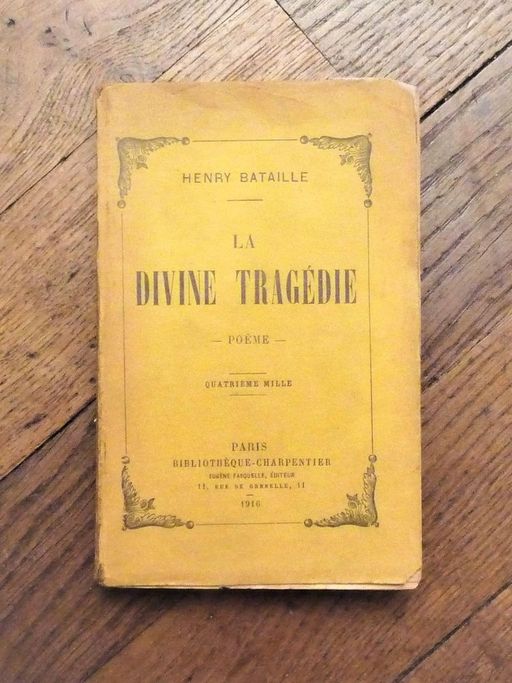 HENRY BATAILLE
LA
DIVINE TRAGÉDIE
— POÈME —
QUATRIÈME MILLE
PARIS
BIBLIOTHÈQUE-CHARPENTIER
EUGÈNE FASQUELLE, ÉDITEUR
11, RUE DE GRENELLE, 11
1916